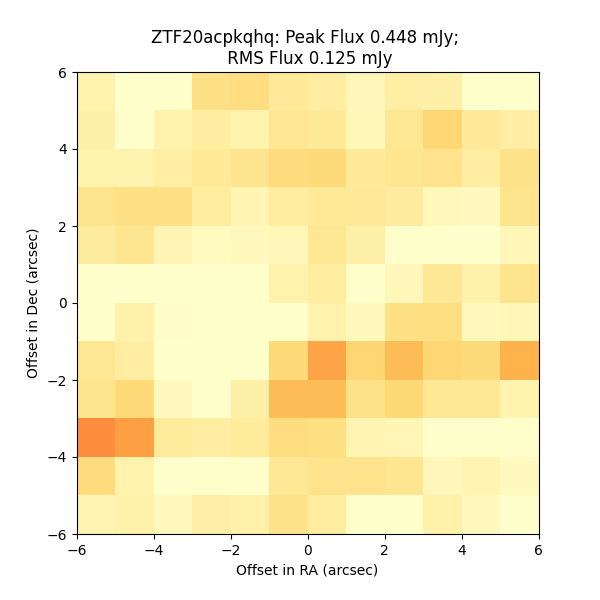 ZTF20acpkqhq: Peak Flux 0.448 mJy;
RMS Flux 0.125 mJy
6
4
2
0
−2
−4
−6
Offset in Dec (arcsec)
−6 −4 −2 0 2 4 6
Offset in RA (arcsec)